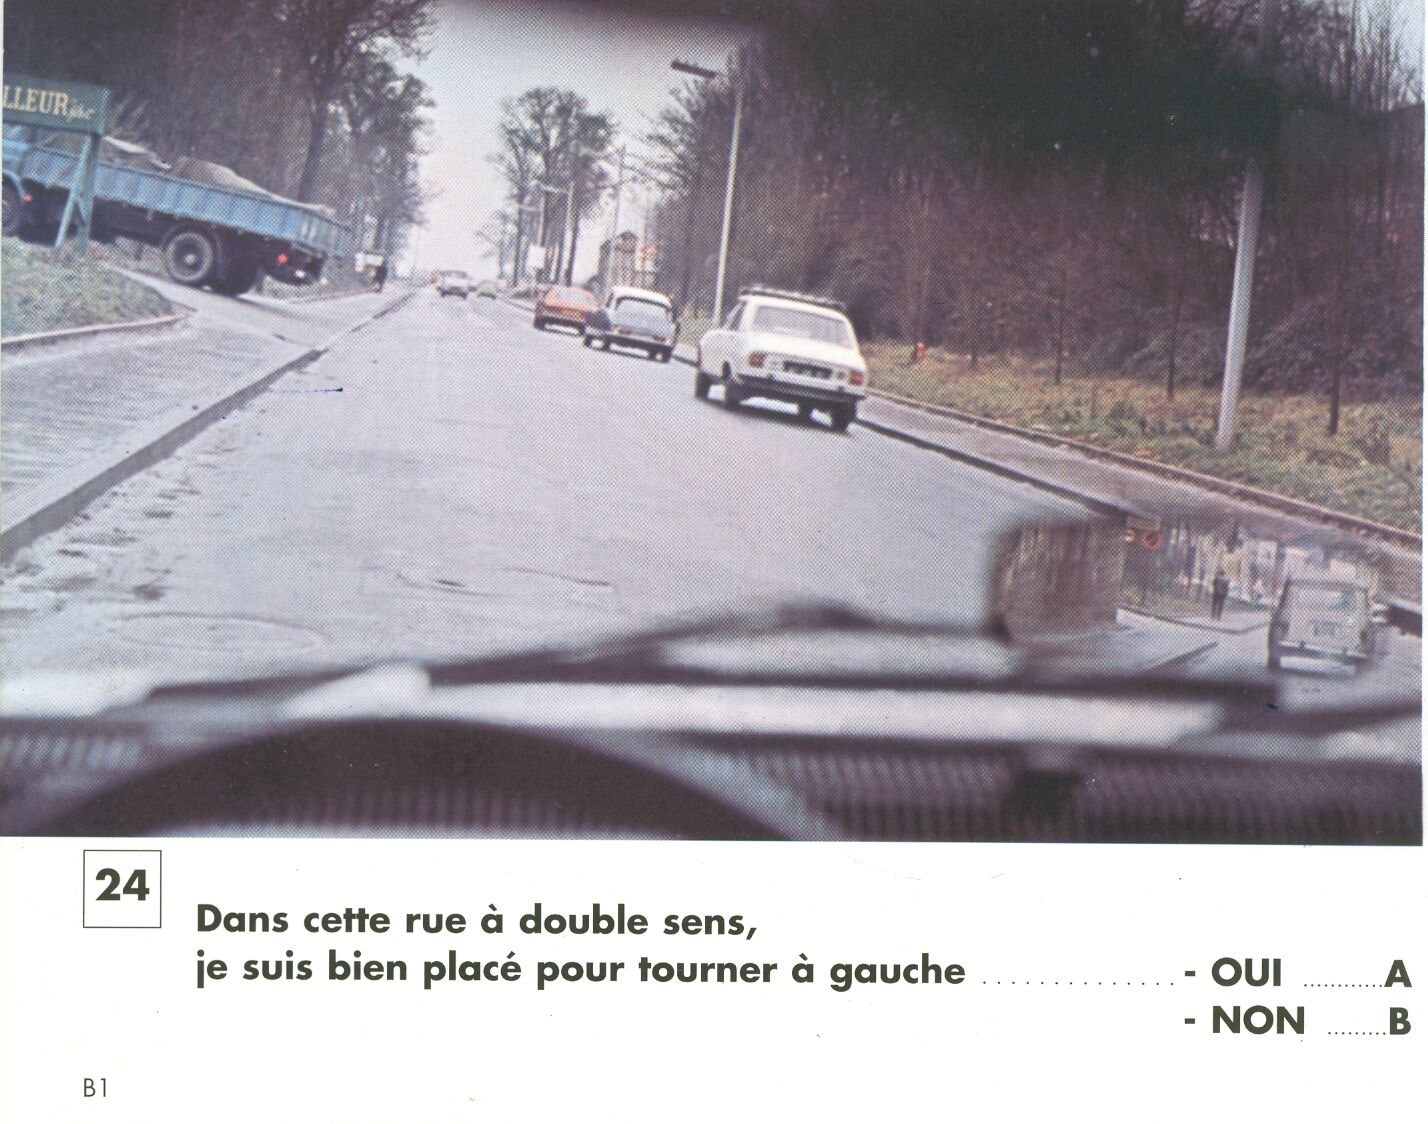 LLEUR
24
Dans cette rue à double sens,
je suis bien placé pour tourner à gauche .............. - OUI ............A
- NON .........B
B1